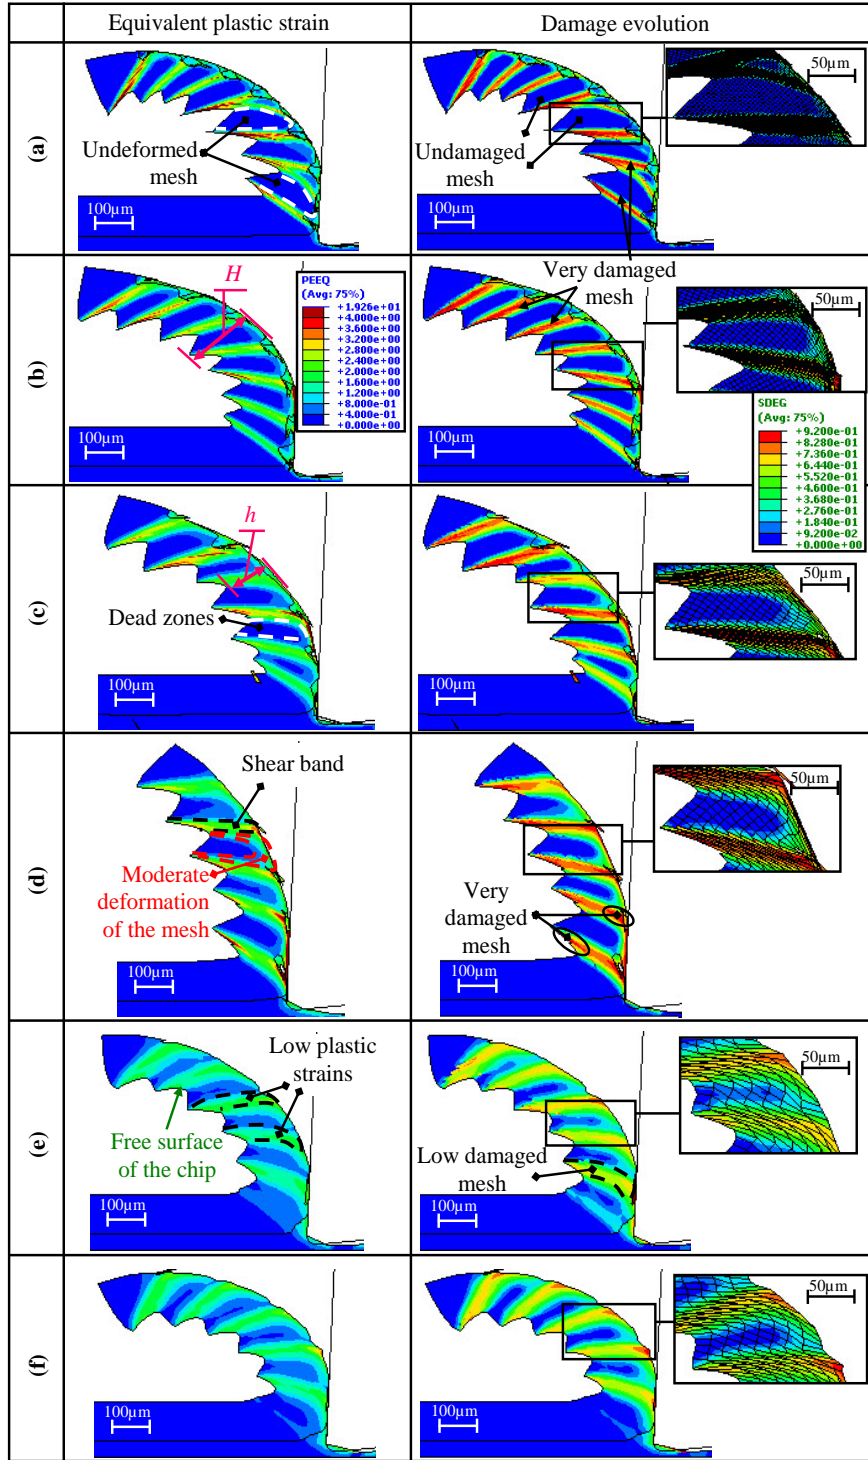 Equivalent plastic strain
Damage evolution
(a)
Undeformed
mesh
100µm
Undamaged
mesh
100µm
50µm
(b)
H
PEEQ
(Avg: 75%)
+1.926e+01
+4.000e+00
+3.600e+00
+3.200e+00
+2.800e+00
+2.400e+00
+2.000e+00
+1.600e+00
+1.200e+00
+8.000e-01
+4.000e-01
+0.000e+00
100µm
Very damaged
mesh
100µm
50µm
SDEG
(Avg: 75%)
+9.200e-01
+8.280e-01
+7.360e-01
+6.440e-01
+5.520e-01
+4.600e-01
+3.680e-01
+2.760e-01
+1.840e-01
+9.200e-02
+0.000e+00
(c)
h
Dead zones
100µm
100µm
50µm
(d)
Shear band
Moderate
deformation
of the mesh
100µm
Very
damaged
mesh
100µm
50µm
(e)
Low plastic
strains
Free surface
of the chip
100µm
Low damaged
mesh
100µm
50µm
(f)
100µm
100µm
50µm